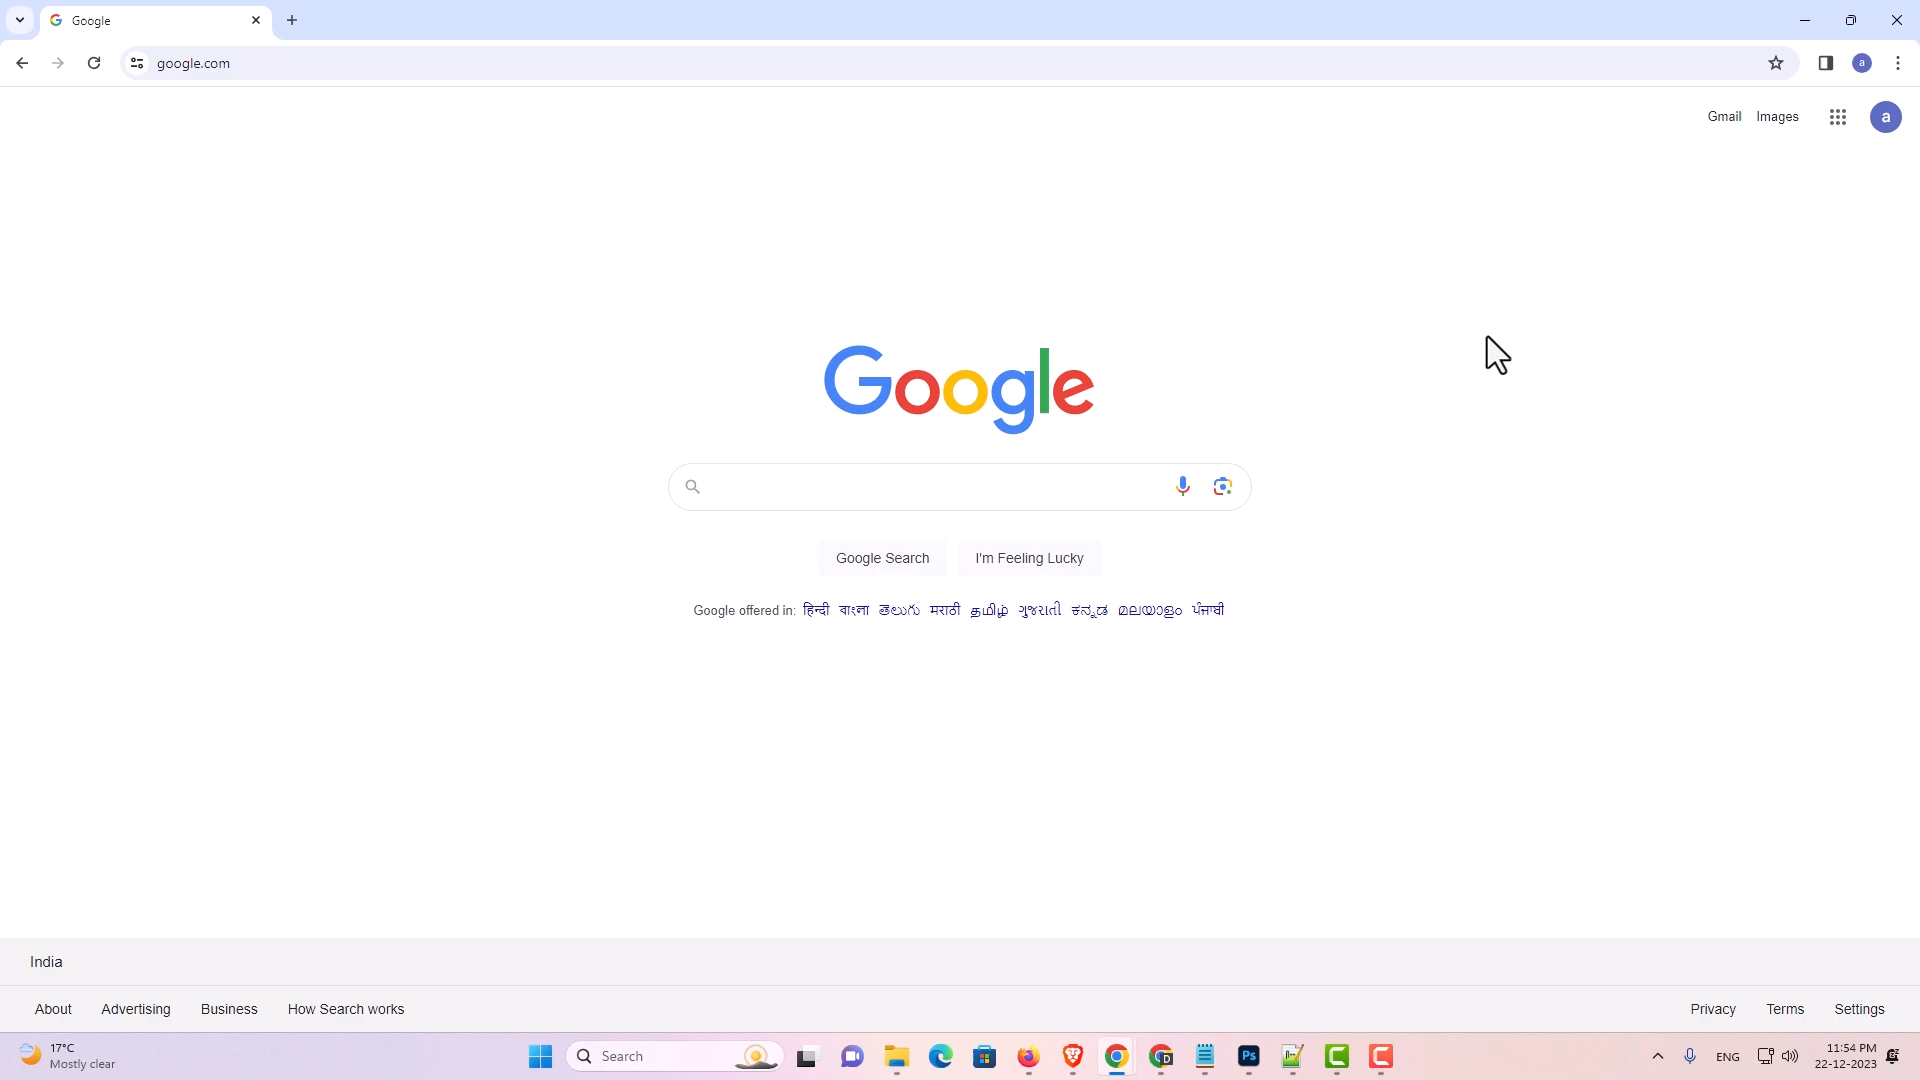 Google
google.com
a
Gmail Images
a
Google
Google Search I'm Feeling Lucky
Google offered in: हिन्दी বাংলা తెలుగు मराठी தமிழ் ગુજરાતી ಕನ್ನಡ മലയാളം ਪੰਜਾਬੀ
India
About Advertising Business How Search works
Privacy Terms Settings
17°C
Mostly clear
Search
D
Ps
ENG
11:54 PM
22-12-2023